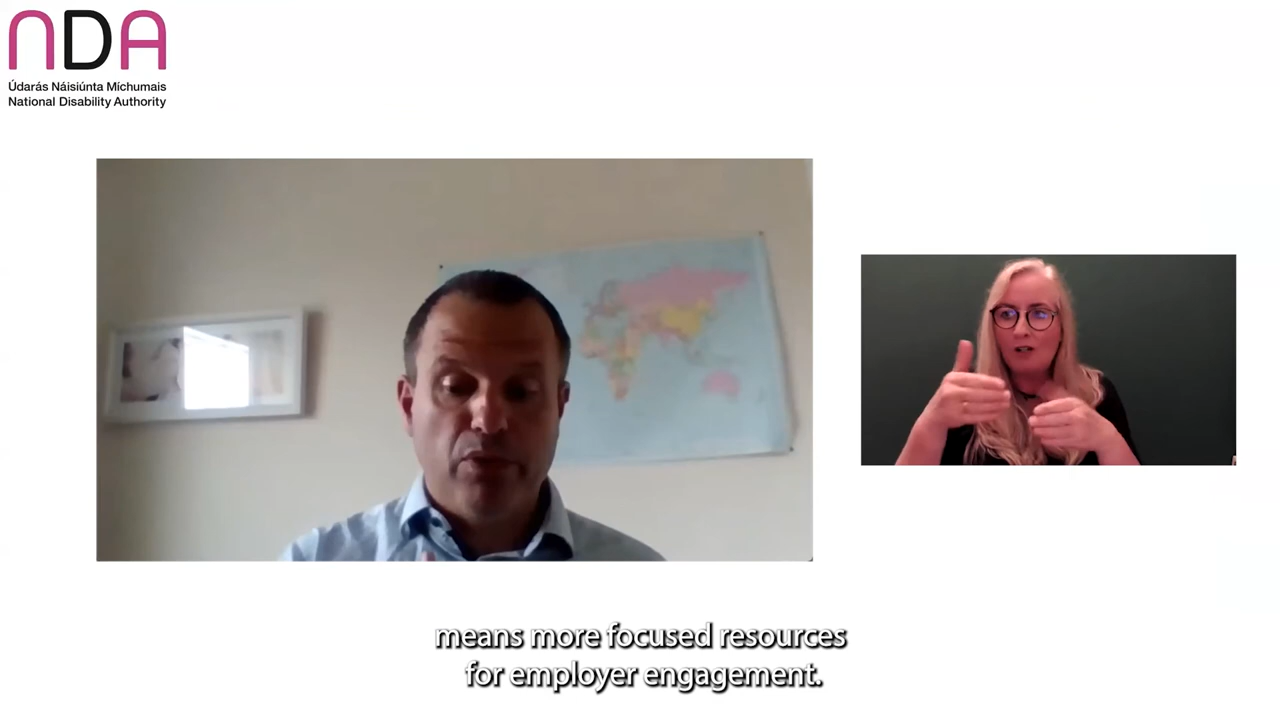 NDA
Údarás Náisiúnta Míchumais
National Disability Authority
means more focused resources
for employer engagement.